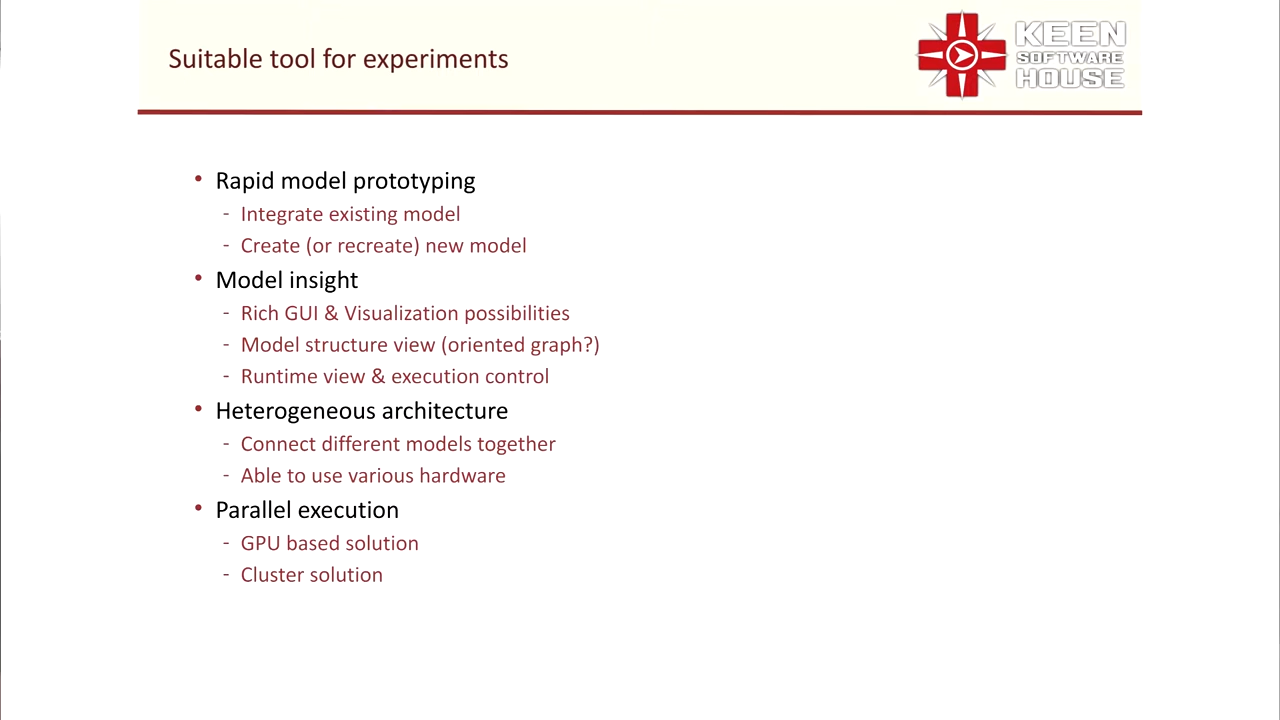 Suitable tool for experiments
KEEN
SOFTWARE
HOUSE
• Rapid model prototyping
- Integrate existing model
- Create (or recreate) new model
• Model insight
- Rich GUI & Visualization possibilities
- Model structure view (oriented graph?)
- Runtime view & execution control
• Heterogeneous architecture
- Connect different models together
- Able to use various hardware
• Parallel execution
- GPU based solution
- Cluster solution